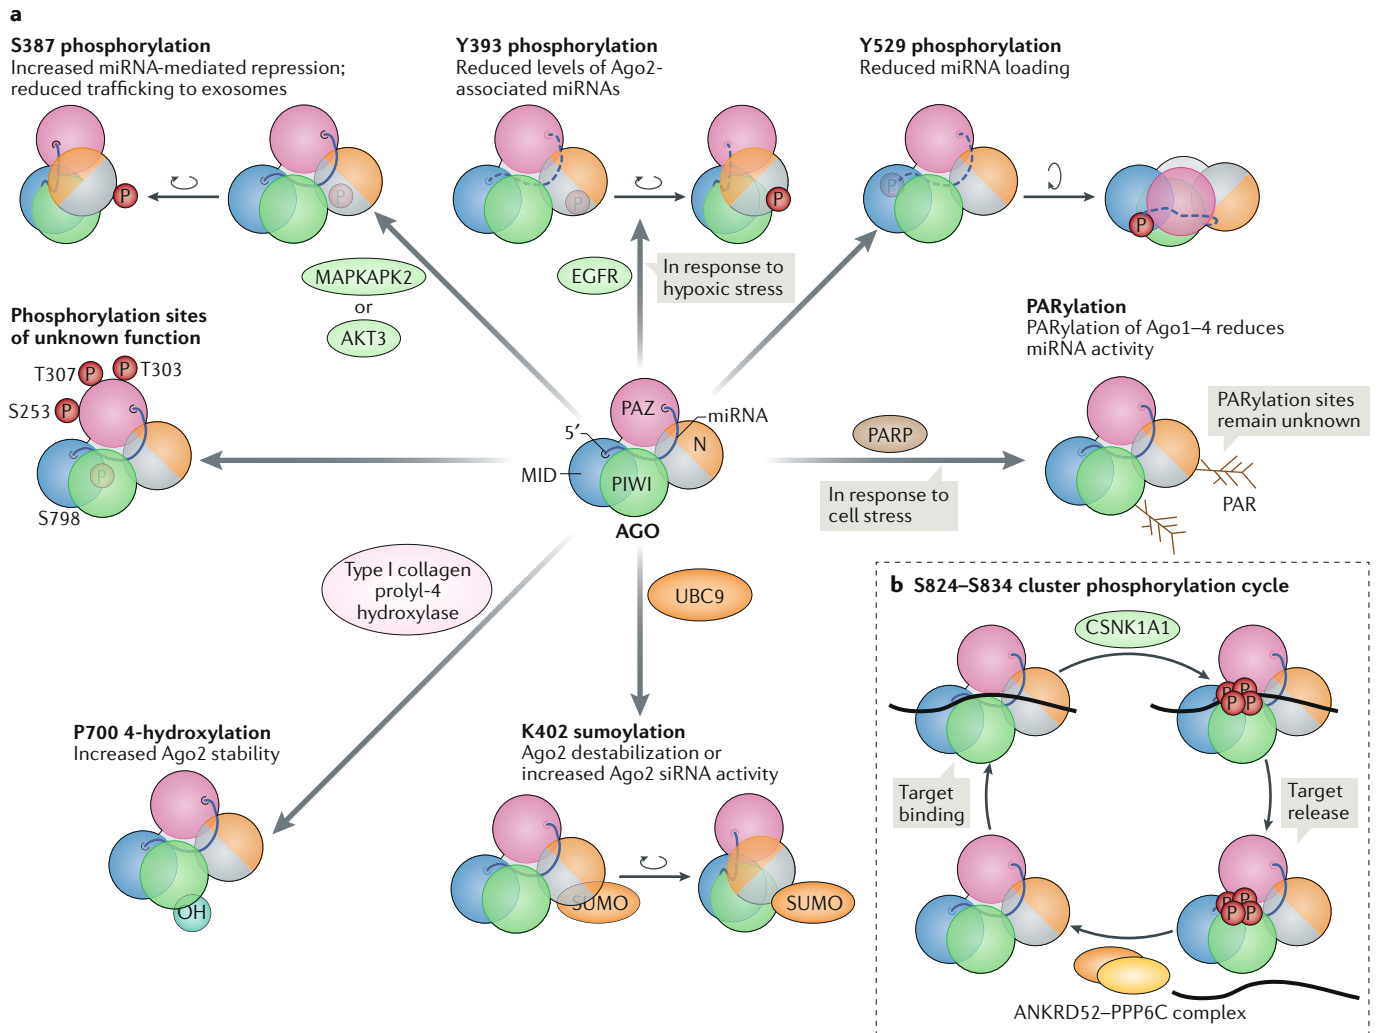 a
S387 phosphorylation
Increased miRNA-mediated repression;
reduced trafficking to exosomes
P
P
Y393 phosphorylation
Reduced levels of Ago2-
associated miRNAs
P
P
Y529 phosphorylation
Reduced miRNA loading
P
P
MAPKAPK2
or
AKT3
EGFR
In response to
hypoxic stress
Phosphorylation sites
of unknown function
T307
P
P
T303
S253
P
P
S798
PAZ
miRNA
5′
N
MID
PIWI
AGO
PARP
In response to
cell stress
PARylation
PARylation of Ago1–4 reduces
miRNA activity
PARylation sites
remain unknown
PAR
Type I collagen
prolyl-4
hydroxylase
UBC9
P700 4-hydroxylation
Increased Ago2 stability
OH
K402 sumoylation
Ago2 destabilization or
increased Ago2 siRNA activity
SUMO
SUMO
b S824–S834 cluster phosphorylation cycle
CSNK1A1
P
P
P
P
Target
binding
Target
release
P
P
P
P
ANKRD52–PPP6C complex